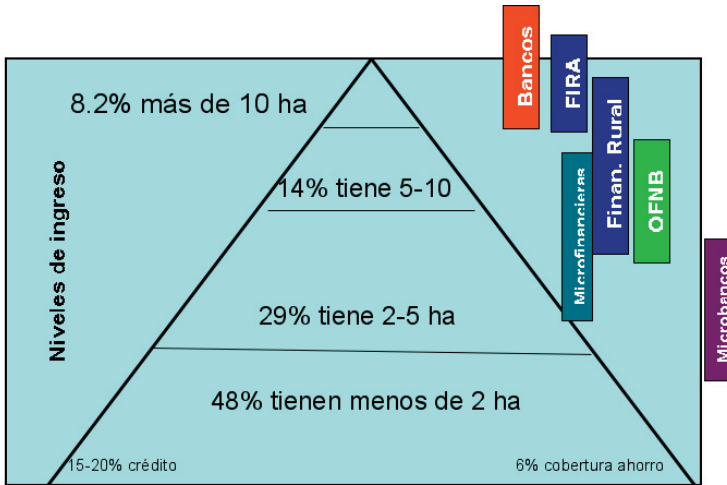 8.2% más de 10 ha
14% tiene 5-10
29% tiene 2-5 ha
48% tienen menos de 2 ha
Niveles de ingreso
15-20% crédito
6% cobertura ahorro
Bancos
FIRA
Finan. Rural
Microfinancieras
OFNB
Microbancos